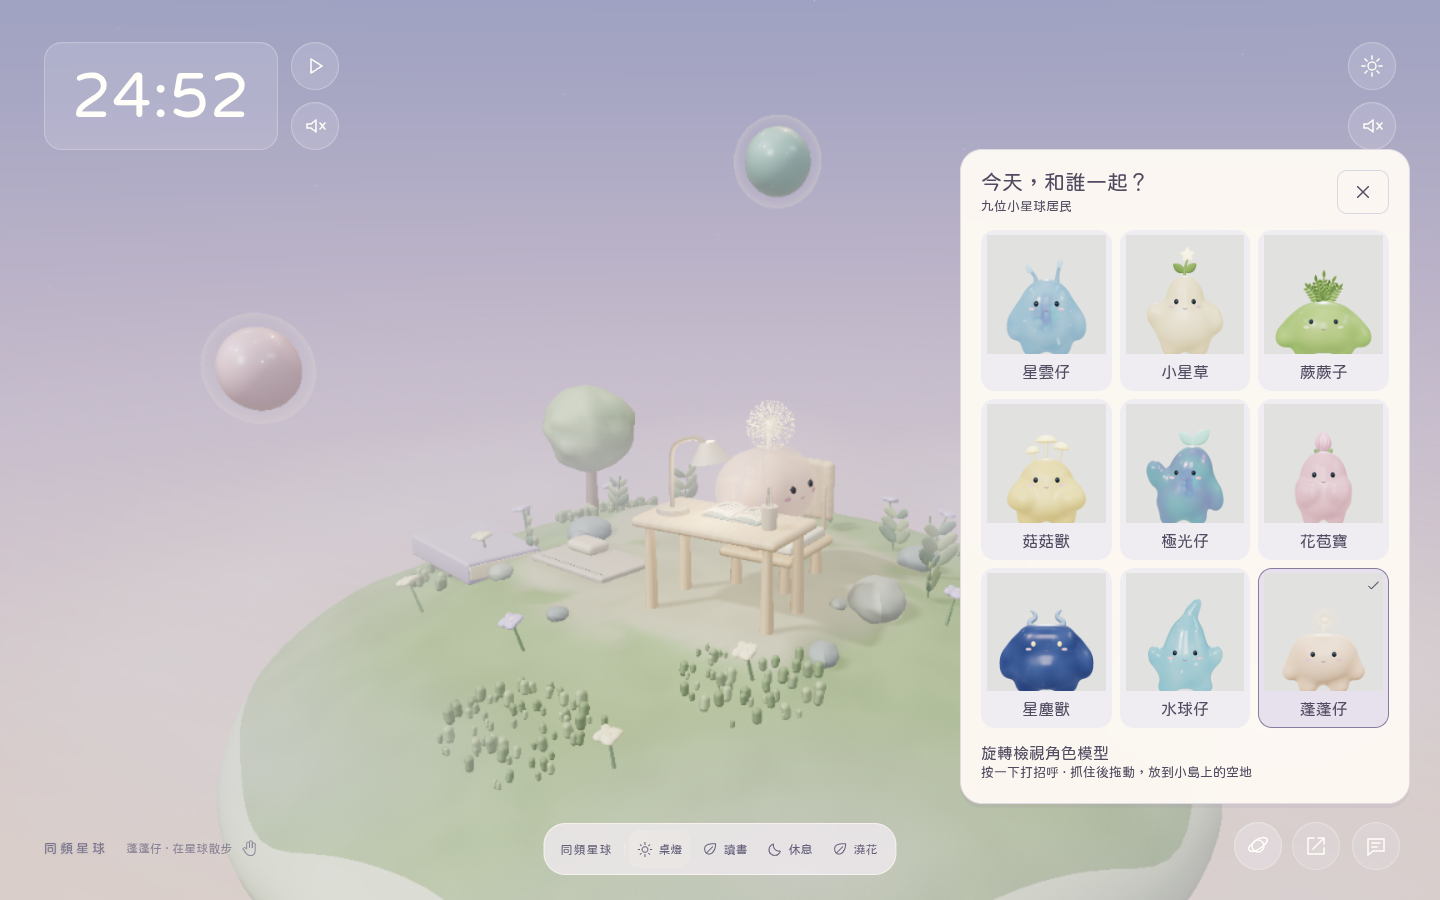 24:52
今天，和誰一起？
九位小星球居民
星雲仔
小星草
蕨蕨子
菇菇獸
極光仔
花苞寶
星塵獸
水球仔
蓬蓬仔
旋轉檢視角色模型
按一下打招呼 · 抓住後拖動，放到小島上的空地
同頻星球
蓬蓬仔 · 在星球散步
同頻星球
桌燈
讀書
休息
澆花